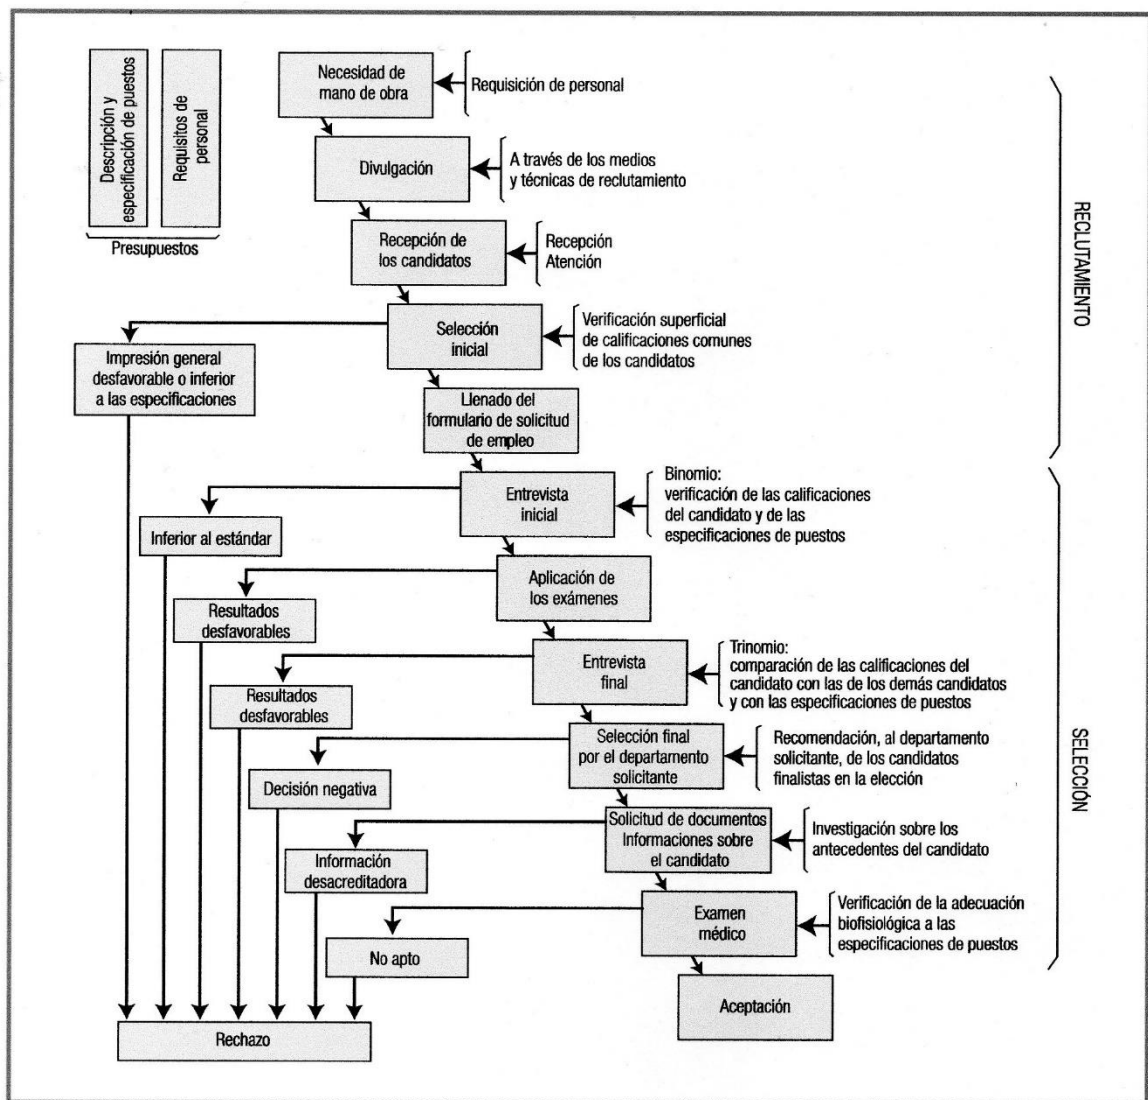 Descripción y
especificación de puestos
Requisitos de
personal
Presupuestos
Necesidad de
mano de obra
Requisición de personal
Divulgación
A través de los medios
y técnicas de reclutamiento
Recepción de
los candidatos
Recepción
Atención
Selección
inicial
Verificación superficial
de calificaciones comunes
de los candidatos
Impresión general
desfavorable o inferior
a las especificaciones
Llenado del
formulario de solicitud
de empleo
RECLUTAMIENTO
Entrevista
inicial
Binomio:
verificación de las calificaciones
del candidato y de las
especificaciones de puestos
Inferior al estándar
Aplicación de
los exámenes
Resultados
desfavorables
Entrevista
final
Trinomio:
comparación de las calificaciones del
candidato con las de los demás candidatos
y con las especificaciones de puestos
Resultados
desfavorables
Selección final
por el departamento
solicitante
Recomendación, al departamento
solicitante, de los candidatos
finalistas en la elección
Decisión negativa
Solicitud de documentos
Informaciones sobre
el candidato
Investigación sobre los
antecedentes del candidato
Información
desacreditadora
Examen
médico
Verificación de la adecuación
biofisiológica a las
especificaciones de puestos
No apto
SELECCIÓN
Aceptación
Rechazo